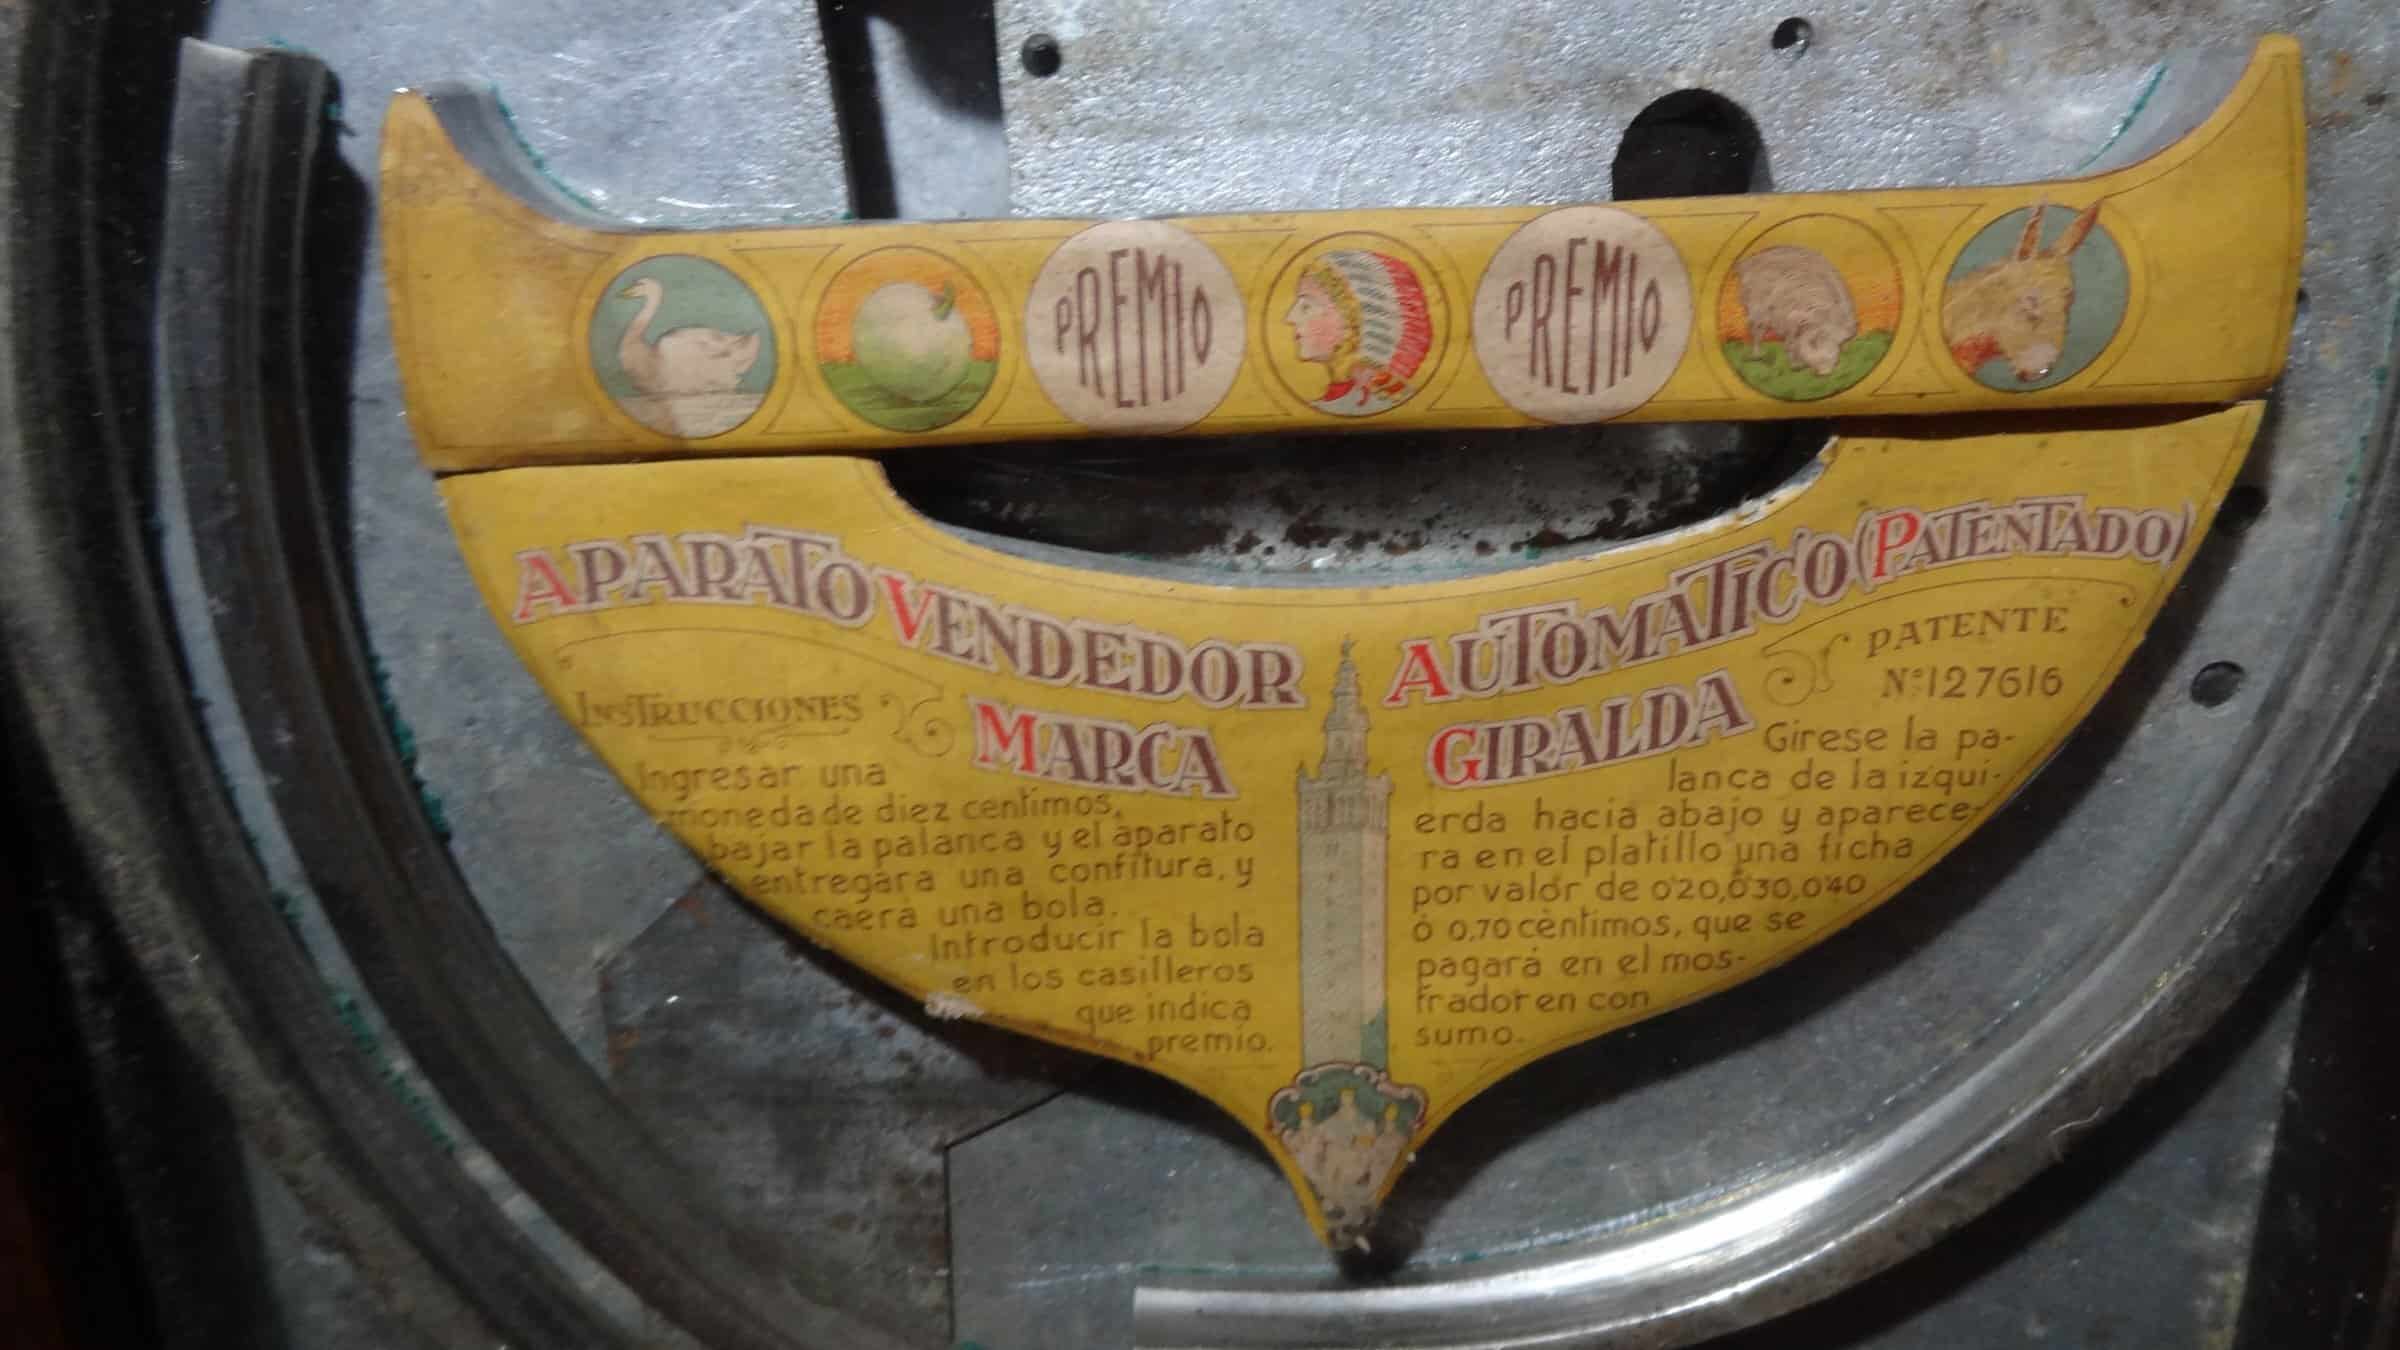 PREMIO
PREMIO
APARATO VENDEDOR AUTOMATICO (PATENTADO)
MARCA GIRALDA
PATENTE
Nº 127616
INSTRUCCIONES
Ingresar una
moneda de diez centimos,
bajar la palanca y el aparato
entregára una confitura, y
caerá una bola.
Introducir la bola
en los casilleros
que indica
premio.
Girese la pa-
lanca de la izqui-
erda hacia abajo y aparece-
ra en el platillo una ficha
por valor de 0'20, 0'30, 0'40
ó 0,70 céntimos, que se
pagará en el mos-
trador en con
sumo.